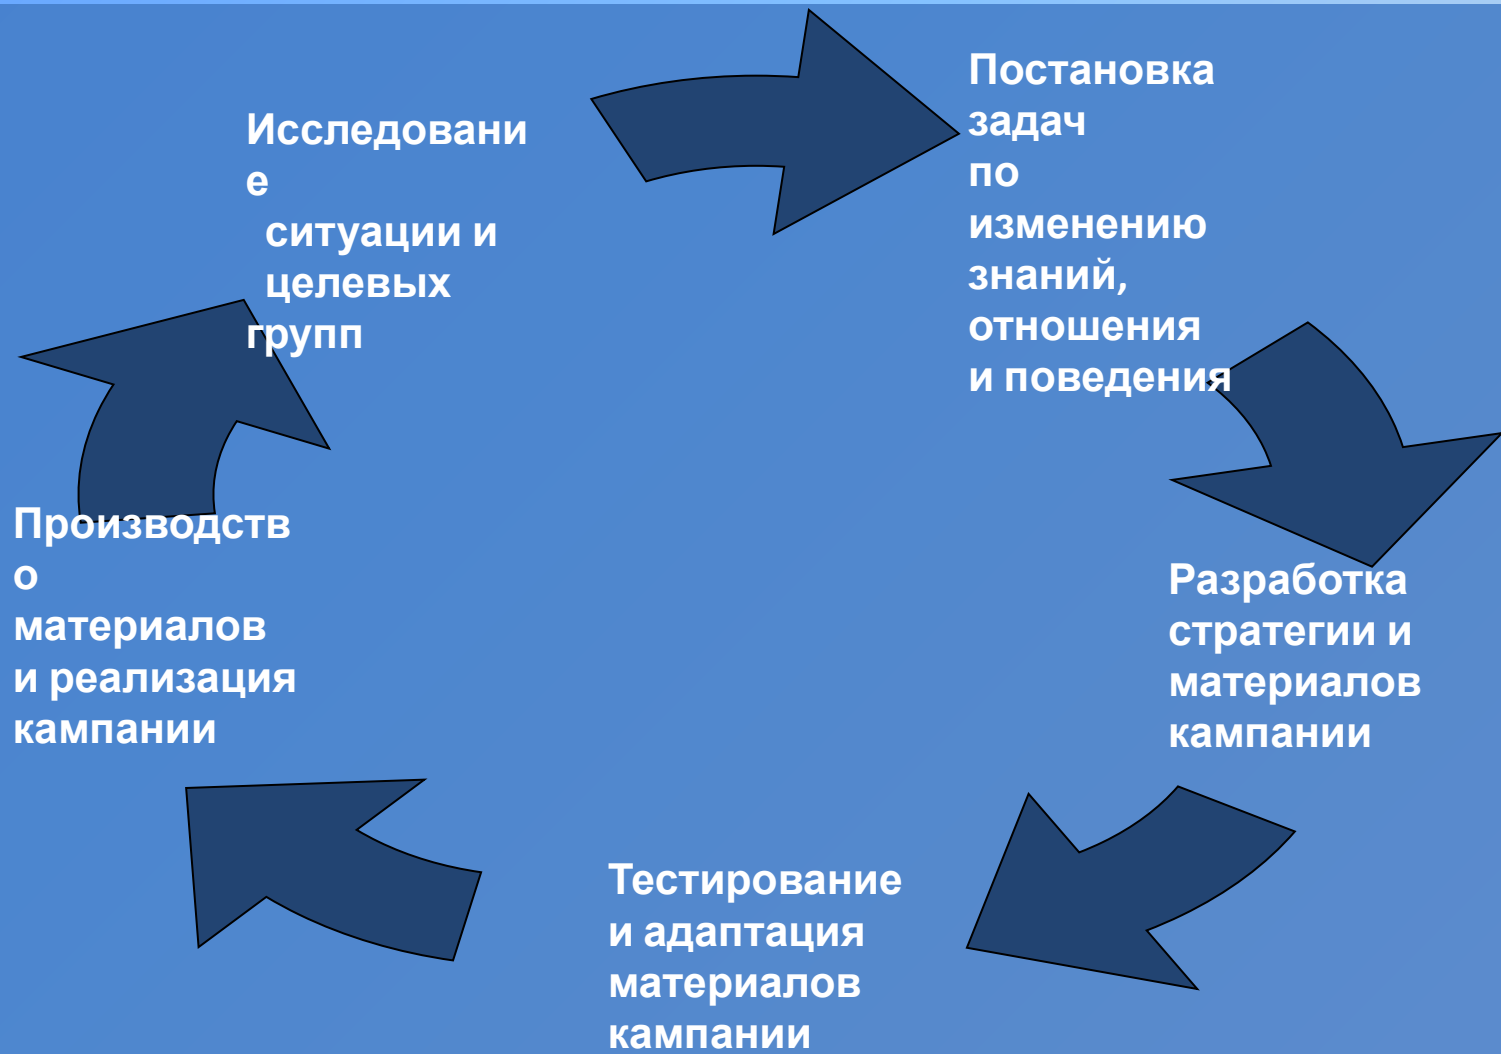 Исследовани
е
ситуации и
целевых
групп
Постановка
задач
по
изменению
знаний,
отношения
и поведения
Разработка
стратегии и
материалов
кампании
Тестирование
и адаптация
материалов
кампании
Производств
о
материалов
и реализация
кампании